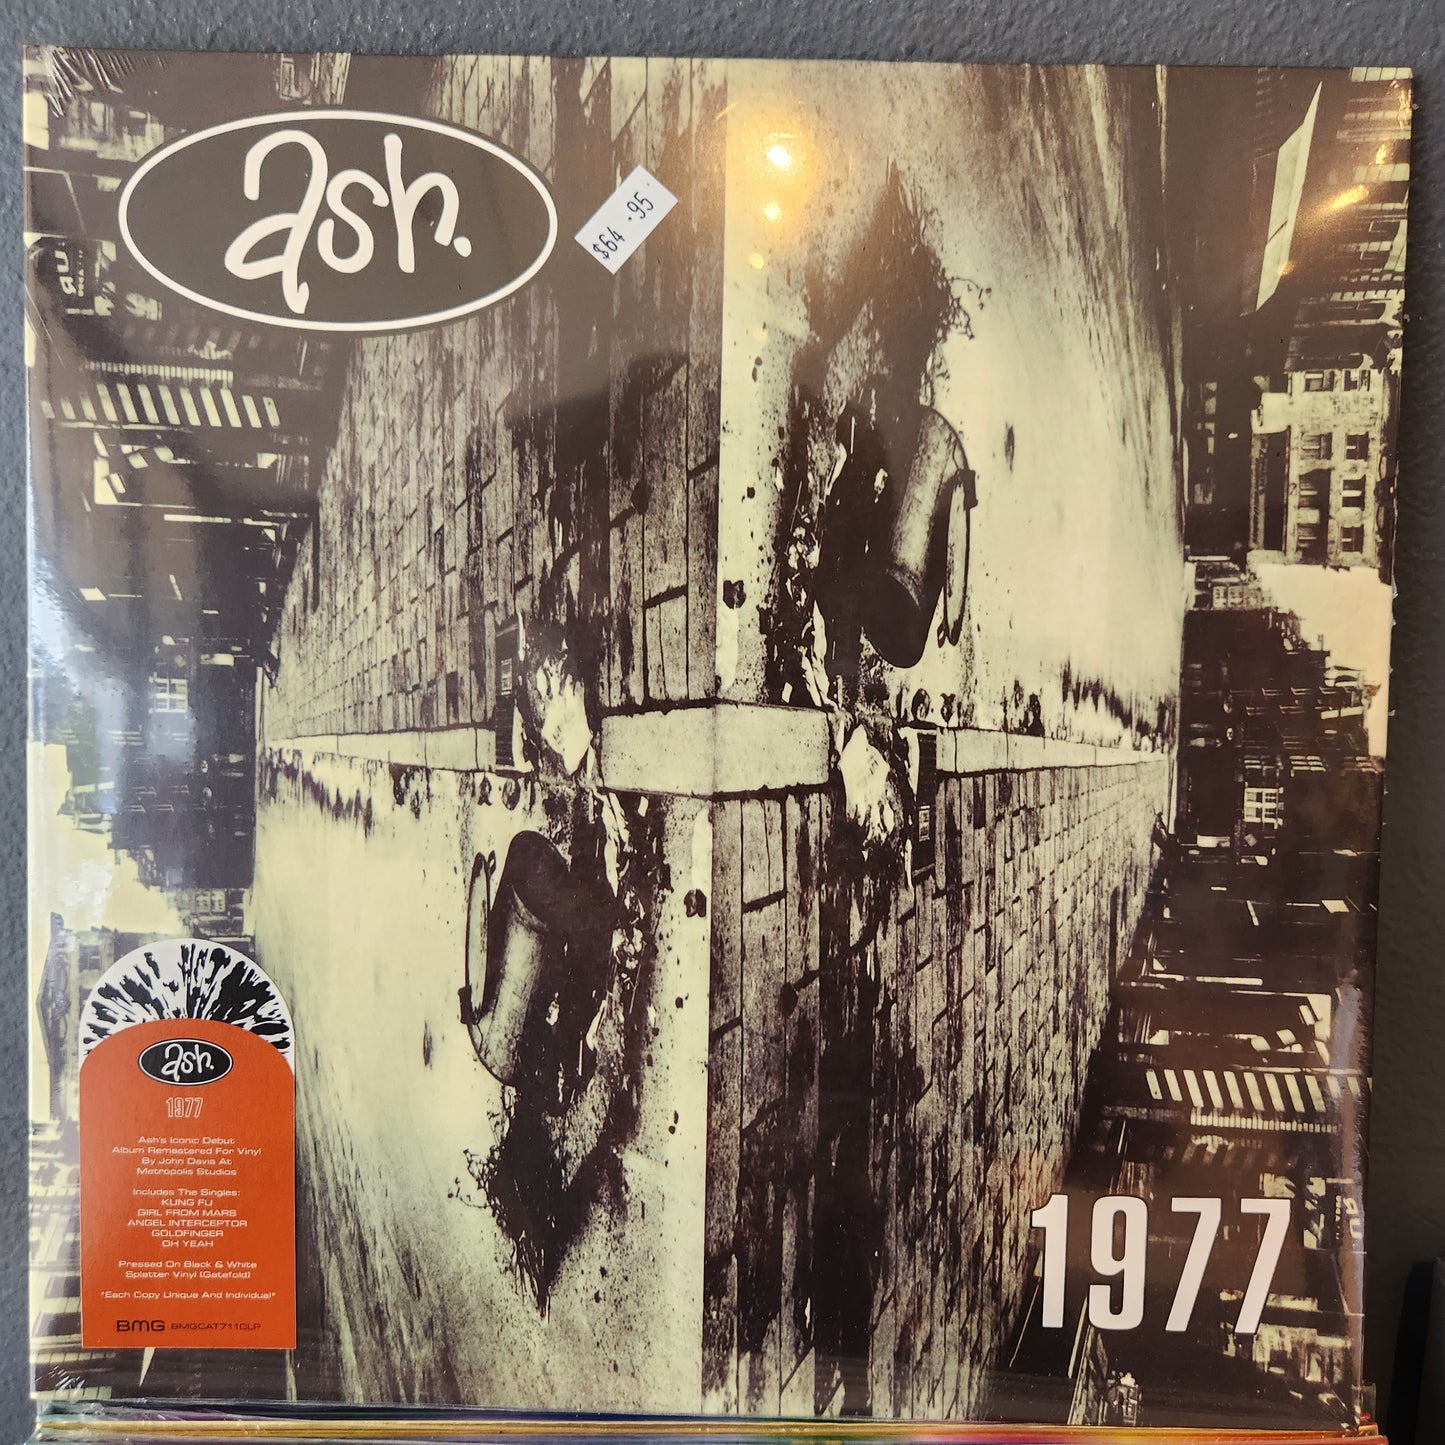 ash.
$64.95
ash.
1977
Ash's Iconic Debut
Album Remastered For Vinyl
By John Davis At
Metropolis Studios
Includes The Singles:
KUNG FU
GIRL FROM MARS
ANGEL INTERCEPTOR
GOLDFINGER
OH YEAH
Pressed On Black & White
Splatter Vinyl (Gatefold)
*Each Copy Unique And Individual*
BMG BMGCAT711CLP
1977